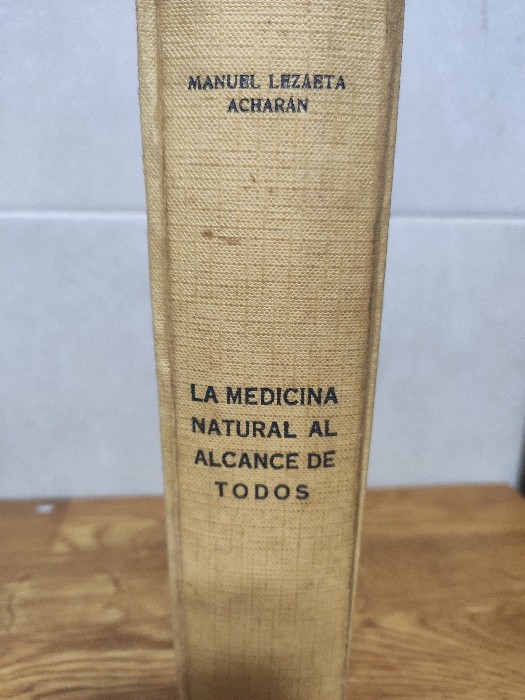 MANUEL LEZAETA
ACHARÁN
LA MEDICINA
NATURAL AL
ALCANCE DE
TODOS